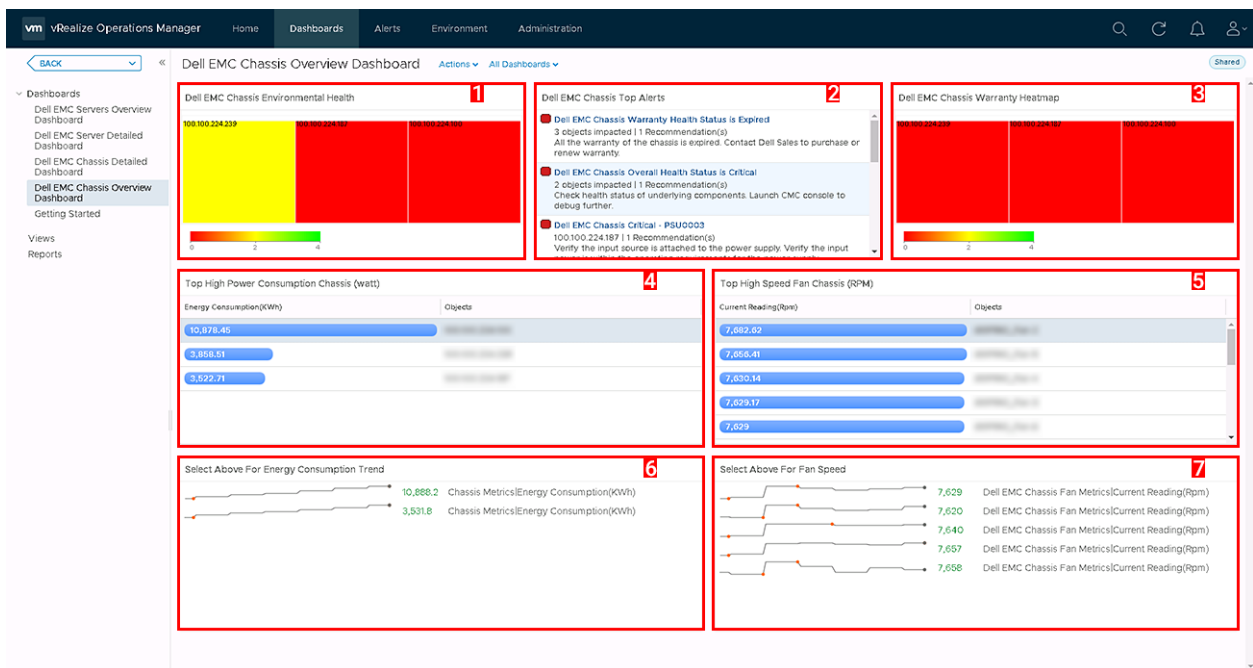 vm vRealize Operations Manager Home Dashboards Alerts Environment Administration
BACK
Dell EMC Chassis Overview Dashboard Actions All Dashboards Shared
Dashboards
Dell EMC Servers Overview
Dashboard
Dell EMC Server Detailed
Dashboard
Dell EMC Chassis Detailed
Dashboard
Dell EMC Chassis Overview
Dashboard
Getting Started
Views
Reports
Dell EMC Chassis Environmental Health 1
100.100.224.239 100.100.224.187 100.100.224.180
0 2 4
Dell EMC Chassis Top Alerts 2
Dell EMC Chassis Warranty Health Status is Expired
3 objects impacted | 1 Recommendation(s)
All the warranty of the chassis is expired. Contact Dell Sales to purchase or
renew warranty.
Dell EMC Chassis Overall Health Status is Critical
2 objects impacted | 1 Recommendation(s)
Check health status of underlying components. Launch CMC console to
debug further.
Dell EMC Chassis Critical - PSU0003
100.100.224.187 | 1 Recommendation(s)
Verify the input source is attached to the power supply. Verify the input
Dell EMC Chassis Warranty Heatmap 3
100.100.224.239 100.100.224.187 100.100.224.180
0 2 4
Top High Power Consumption Chassis (watt) 4
Energy Consumption(KWh) Objects
10,878.45
3,858.51
3,522.71
Top High Speed Fan Chassis (RPM) 5
Current Reading(Rpm) Objects
7,682.62
7,656.41
7,630.14
7,629.17
7,629
Select Above For Energy Consumption Trend 6
10,888.2 Chassis Metrics|Energy Consumption(KWh)
3,531.8 Chassis Metrics|Energy Consumption(KWh)
Select Above For Fan Speed 7
7,629 Dell EMC Chassis Fan Metrics|Current Reading(Rpm)
7,620 Dell EMC Chassis Fan Metrics|Current Reading(Rpm)
7,640 Dell EMC Chassis Fan Metrics|Current Reading(Rpm)
7,657 Dell EMC Chassis Fan Metrics|Current Reading(Rpm)
7,658 Dell EMC Chassis Fan Metrics|Current Reading(Rpm)